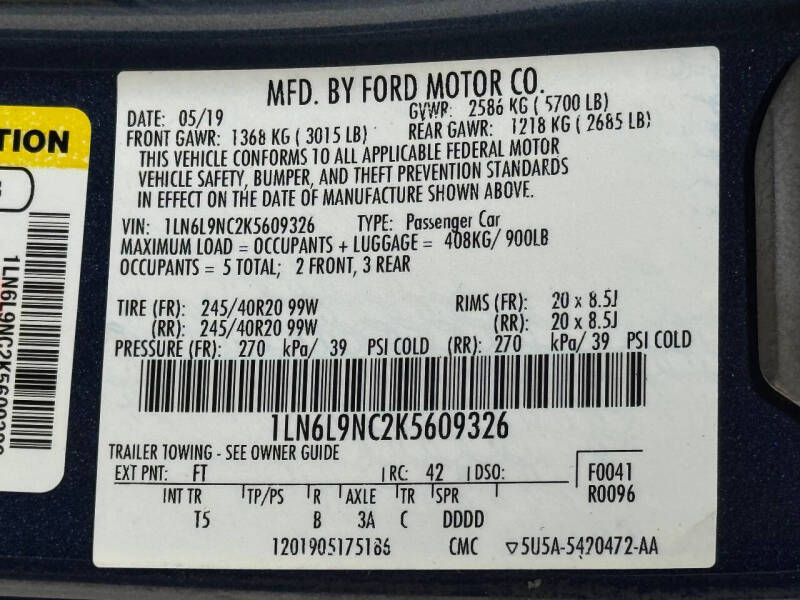 MFD. BY FORD MOTOR CO.
DATE: 05/19 GVWR: 2586 KG ( 5700 LB)
FRONT GAWR: 1368 KG ( 3015 LB) REAR GAWR: 1218 KG ( 2685 LB)
THIS VEHICLE CONFORMS TO ALL APPLICABLE FEDERAL MOTOR
VEHICLE SAFETY, BUMPER, AND THEFT PREVENTION STANDARDS
IN EFFECT ON THE DATE OF MANUFACTURE SHOWN ABOVE.
VIN: 1LN6L9NC2K5609326 TYPE: Passenger Car
MAXIMUM LOAD = OCCUPANTS + LUGGAGE = 408KG/ 900LB
OCCUPANTS = 5 TOTAL; 2 FRONT, 3 REAR
TIRE (FR): 245/40R20 99W RIMS (FR): 20 x 8.5J
(RR): 245/40R20 99W (RR): 20 x 8.5J
PRESSURE (FR): 270 kPa/ 39 PSI COLD (RR): 270 kPa/ 39 PSI COLD
1LN6L9NC2K5609326
TRAILER TOWING - SEE OWNER GUIDE
EXT PNT: FT RC: 42 DSO: F0041
INT TR TP/PS R AXLE TR SPR R0096
T5 B 3A C DDDD
1201905175186 CMC ▽5U5A-5420472-AA
TION
1LN6L9NC2K5609326